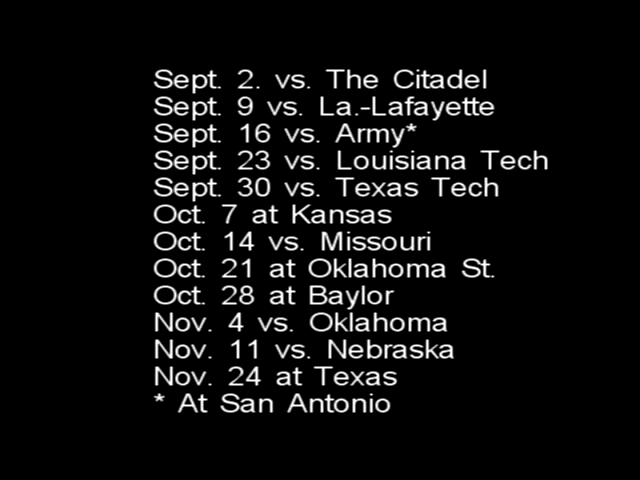 Sept. 2. vs. The Citadel
Sept. 9 vs. La.-Lafayette
Sept. 16 vs. Army*
Sept. 23 vs. Louisiana Tech
Sept. 30 vs. Texas Tech
Oct. 7 at Kansas
Oct. 14 vs. Missouri
Oct. 21 at Oklahoma St.
Oct. 28 at Baylor
Nov. 4 vs. Oklahoma
Nov. 11 vs. Nebraska
Nov. 24 at Texas
* At San Antonio